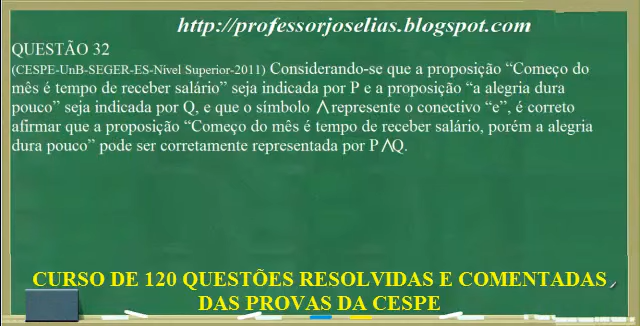 http://professorjoselias.blogspot.com
QUESTÃO 32
(CESPE-UnB-SEGER-ES-Nível Superior-2011) Considerando-se que a proposição “Começo do
mês é tempo de receber salário” seja indicada por P e a proposição “a alegria dura
pouco” seja indicada por Q, e que o símbolo ⋀ represente o conectivo “e”, é correto
afirmar que a proposição “Começo do mês é tempo de receber salário, porém a alegria
dura pouco” pode ser corretamente representada por P⋀Q.
CURSO DE 120 QUESTÕES RESOLVIDAS E COMENTADAS
DAS PROVAS DA CESPE